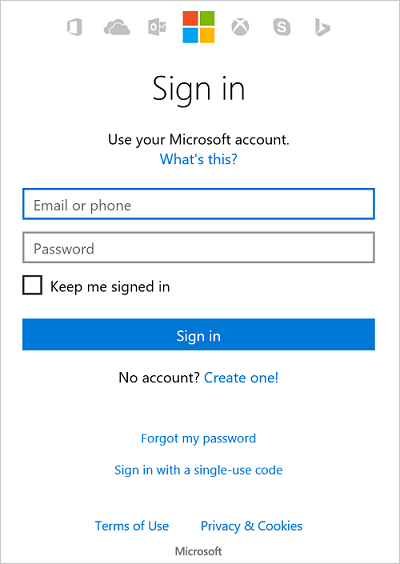 Sign in
Use your Microsoft account.
What's this?
Email or phone
Password
Keep me signed in
Sign in
No account? Create one!
Forgot my password
Sign in with a single-use code
Terms of Use Privacy & Cookies
Microsoft